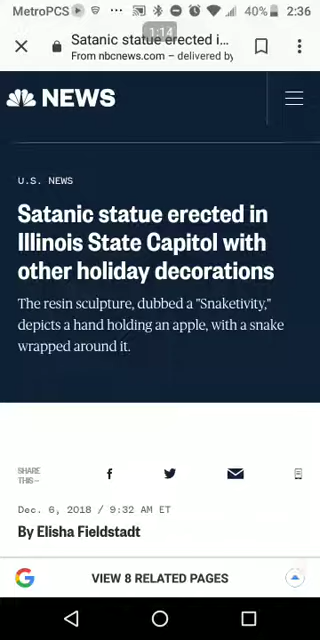 MetroPCS ... 40% 2:36
1:14
Satanic statue erected i...
From nbcnews.com – delivered by
NEWS
U.S. NEWS
Satanic statue erected in
Illinois State Capitol with
other holiday decorations
The resin sculpture, dubbed a "Snaketivity,"
depicts a hand holding an apple, with a snake
wrapped around it.
SHARE
THIS —
Dec. 6, 2018 / 9:32 AM ET
By Elisha Fieldstadt
VIEW 8 RELATED PAGES